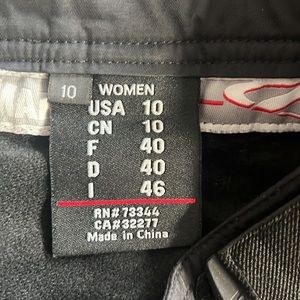 10 WOMEN
USA 10
CN 10
F 40
D 40
I 46
RN# 73344
CA# 32277
Made in China